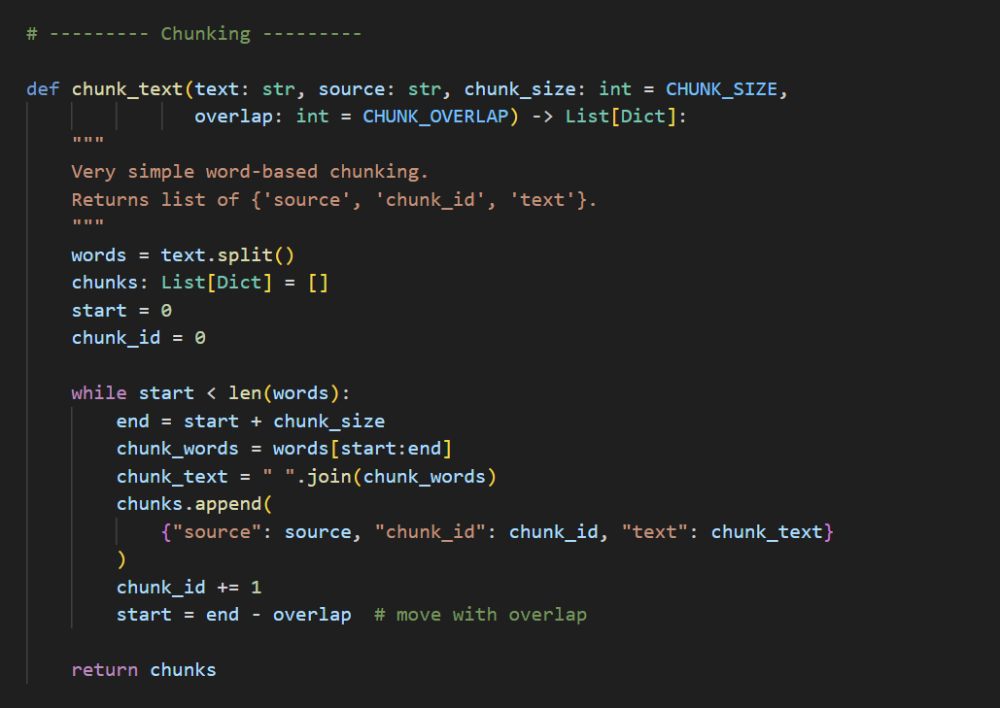 # --------- Chunking ---------
def chunk_text(text: str, source: str, chunk_size: int = CHUNK_SIZE,
               overlap: int = CHUNK_OVERLAP) -> List[Dict]:
    """
    Very simple word-based chunking.
    Returns list of {'source', 'chunk_id', 'text'}.
    """
    words = text.split()
    chunks: List[Dict] = []
    start = 0
    chunk_id = 0
    while start < len(words):
        end = start + chunk_size
        chunk_words = words[start:end]
        chunk_text = " ".join(chunk_words)
        chunks.append(
            {"source": source, "chunk_id": chunk_id, "text": chunk_text}
        )
        chunk_id += 1
        start = end - overlap  # move with overlap
    return chunks